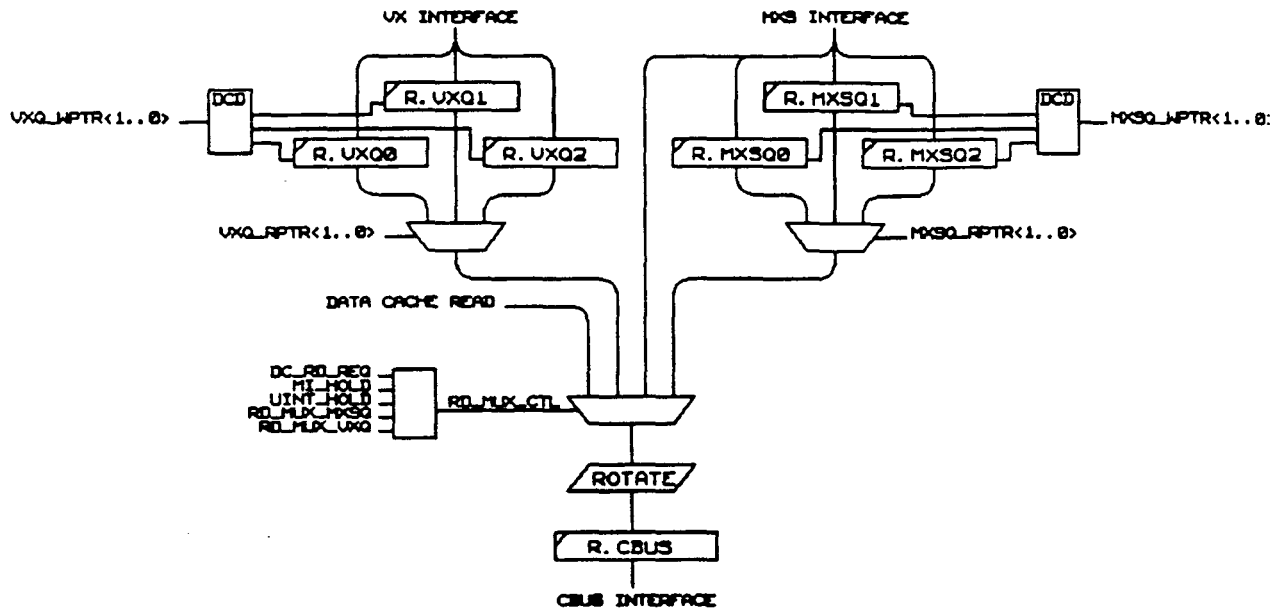 VX INTERFACE
MXS INTERFACE
DCD
R.VXQ1
R.MXSQ1
DCD
VXQ_WPTR<1..0>
MXSQ_WPTR<1..0>
R.VXQ0
R.VXQ2
R.MXSQ0
R.MXSQ2
VXQ_RPTR<1..0>
MXSQ_RPTR<1..0>
DATA CACHE READ
DC_RD_REQ
MI_HOLD
UINT_HOLD
RD_MUX_MXSQ
RD_MUX_VXQ
RD_MUX_CTL
ROTATE
R.CBUS
CBUS INTERFACE